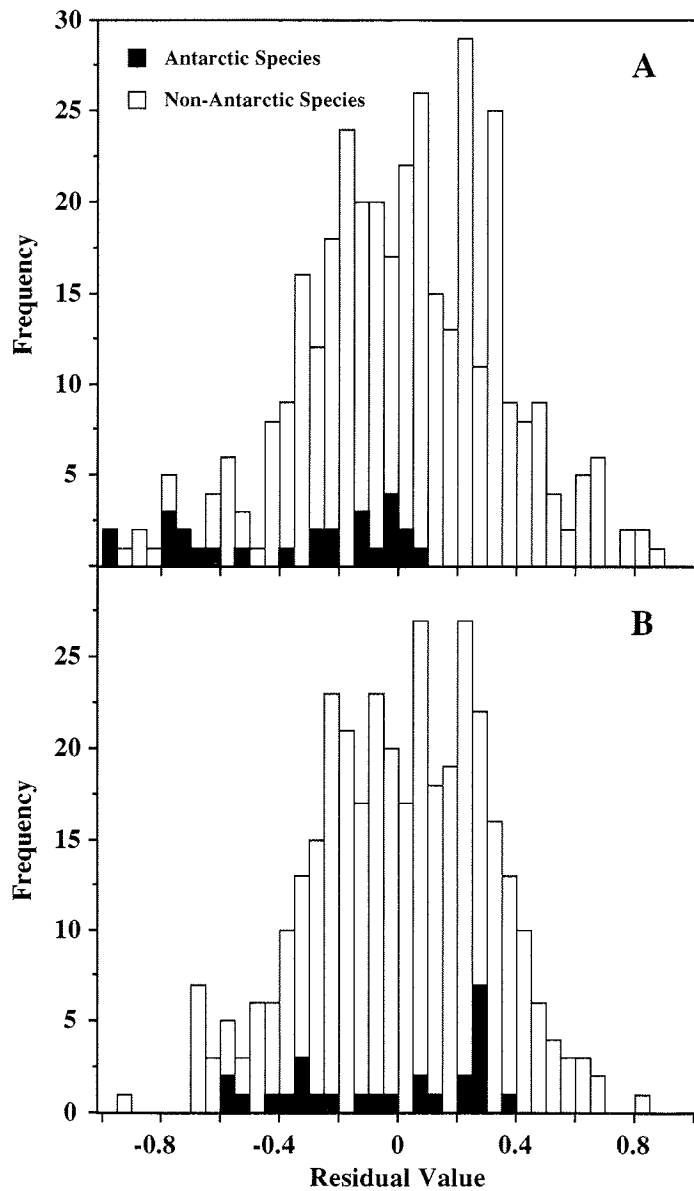 30
25
20
15
10
5
Frequency
Antarctic Species
Non-Antarctic Species
A
25
20
15
10
5
0
Frequency
B
-0.8 -0.4 0 0.4 0.8
Residual Value